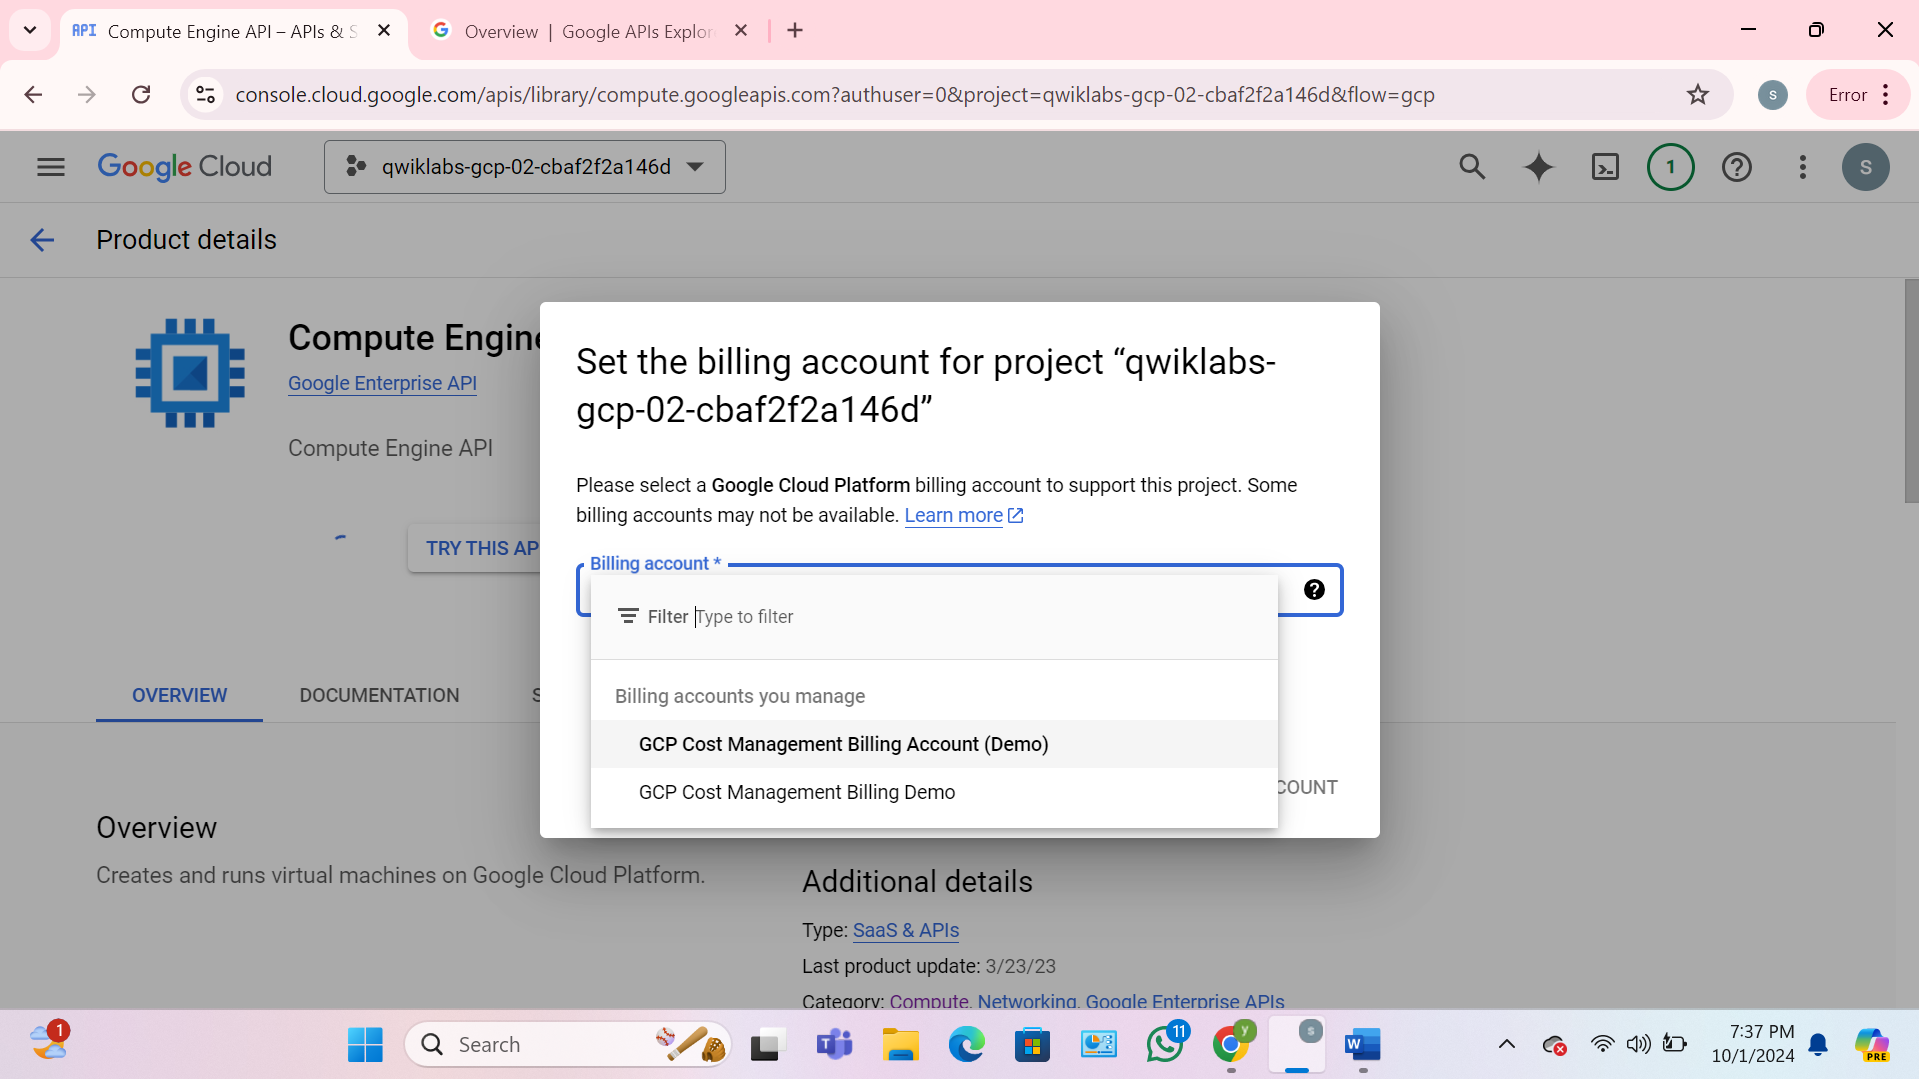 API Compute Engine API – APIs & S
Overview | Google APIs Explor
console.cloud.google.com/apis/library/compute.googleapis.com?authuser=0&project=qwiklabs-gcp-02-cbaf2f2a146d&flow=gcp
S
Error
Google Cloud
qwiklabs-gcp-02-cbaf2f2a146d
1
S
Product details
Compute Engine
Google Enterprise API
Compute Engine API
TRY THIS AP
OVERVIEW
DOCUMENTATION
S
Set the billing account for project “qwiklabs-
gcp-02-cbaf2f2a146d”
Please select a Google Cloud Platform billing account to support this project. Some
billing accounts may not be available. Learn more
Billing account *
Filter Type to filter
Billing accounts you manage
GCP Cost Management Billing Account (Demo)
GCP Cost Management Billing Demo
COUNT
Overview
Creates and runs virtual machines on Google Cloud Platform.
Additional details
Type: SaaS & APIs
Last product update: 3/23/23
Category: Compute, Networking, Google Enterprise APIs
1
Search
T
11
y
s
W
7:37 PM
10/1/2024
PRE